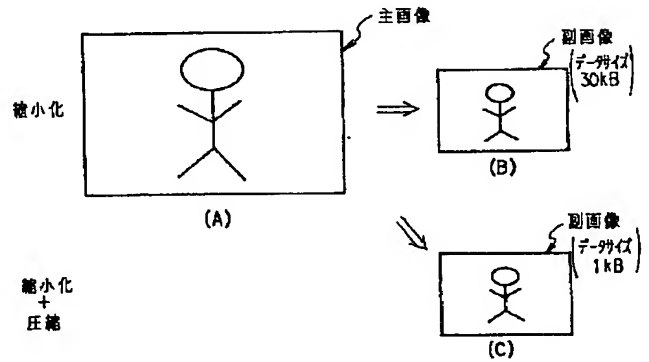 主画像
縮小化
(A)
副画像
(データサイズ
30kB)
(B)
副画像
(データサイズ
1kB)
縮小化
+
圧縮
(C)